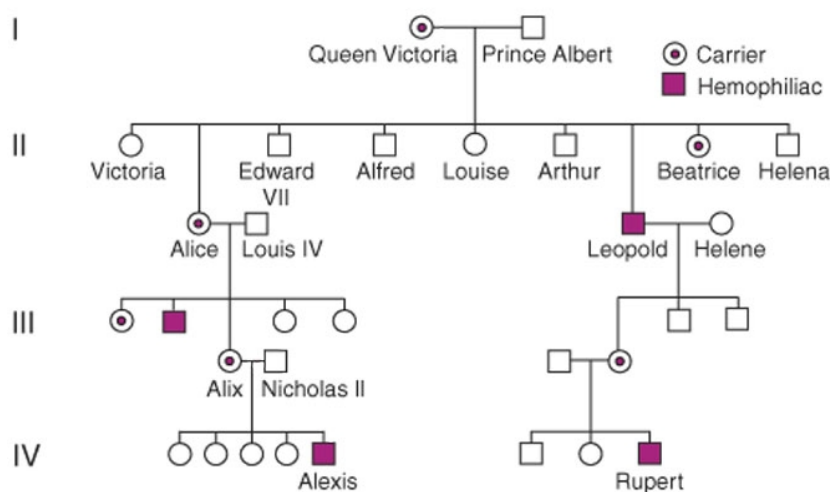 I
Queen Victoria
Prince Albert
Carrier
Hemophiliac
II
Victoria
Edward
VII
Alfred
Louise
Arthur
Beatrice
Helena
Alice
Louis IV
Leopold
Helene
III
Alix
Nicholas II
IV
Alexis
Rupert